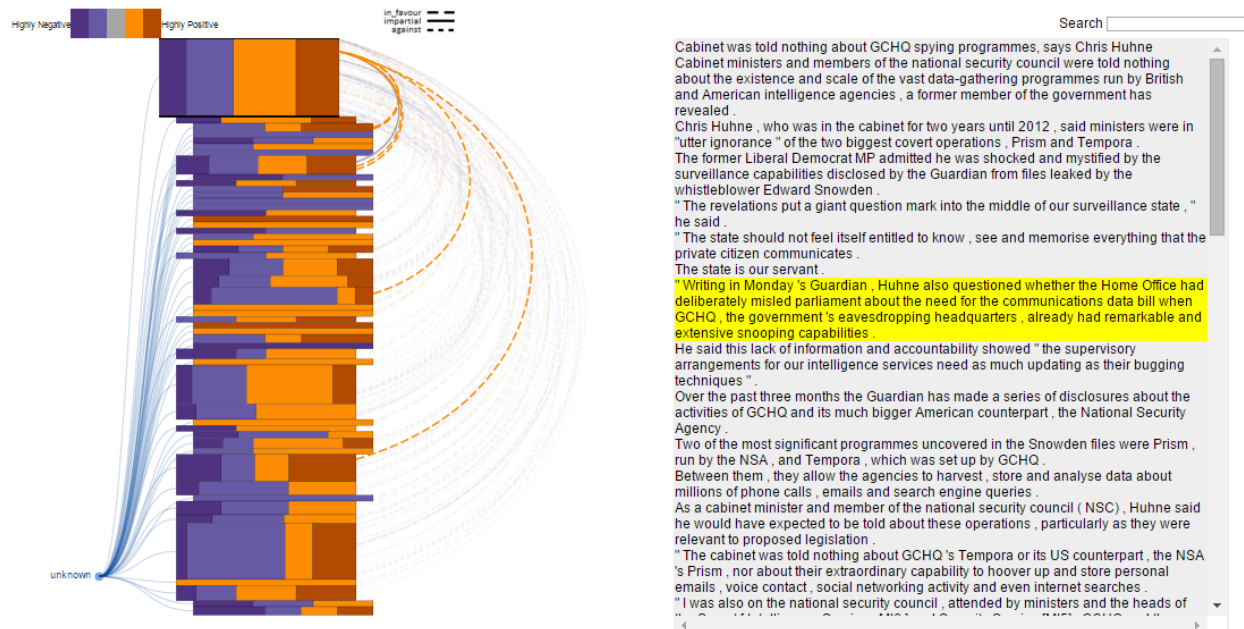 Highly Negative
Highly Positive
in_favour
impartial
against
unknown
Search
Cabinet was told nothing about GCHQ spying programmes, says Chris Huhne
Cabinet ministers and members of the national security council were told nothing
about the existence and scale of the vast data-gathering programmes run by British
and American intelligence agencies , a former member of the government has
revealed .
Chris Huhne , who was in the cabinet for two years until 2012 , said ministers were in
"utter ignorance " of the two biggest covert operations , Prism and Tempora .
The former Liberal Democrat MP admitted he was shocked and mystified by the
surveillance capabilities disclosed by the Guardian from files leaked by the
whistleblower Edward Snowden .
" The revelations put a giant question mark into the middle of our surveillance state , "
he said .
" The state should not feel itself entitled to know , see and memorise everything that the
private citizen communicates .
The state is our servant .
" Writing in Monday 's Guardian , Huhne also questioned whether the Home Office had
deliberately misled parliament about the need for the communications data bill when
GCHQ , the government 's eavesdropping headquarters , already had remarkable and
extensive snooping capabilities .
He said this lack of information and accountability showed " the supervisory
arrangements for our intelligence services need as much updating as their bugging
techniques " .
Over the past three months the Guardian has made a series of disclosures about the
activities of GCHQ and its much bigger American counterpart , the National Security
Agency .
Two of the most significant programmes uncovered in the Snowden files were Prism ,
run by the NSA , and Tempora , which was set up by GCHQ .
Between them , they allow the agencies to harvest , store and analyse data about
millions of phone calls , emails and search engine queries .
As a cabinet minister and member of the national security council ( NSC) , Huhne said
he would have expected to be told about these operations , particularly as they were
relevant to proposed legislation .
" The cabinet was told nothing about GCHQ 's Tempora or its US counterpart , the NSA
's Prism , nor about their extraordinary capability to hoover up and store personal
emails , voice contact , social networking activity and even internet searches .
" I was also on the national security council , attended by ministers and the heads of